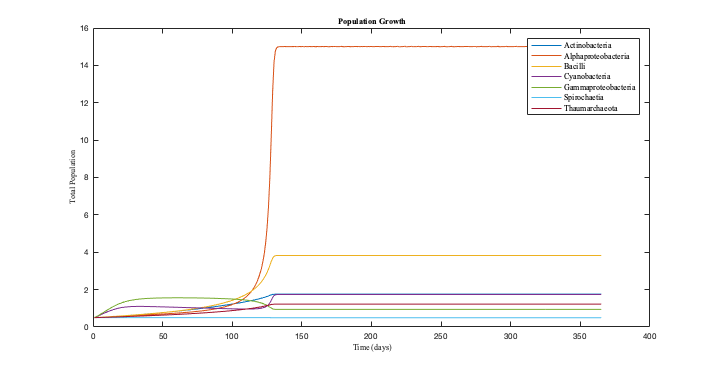 Population Growth
16
14
12
10
8
6
4
2
0
Total Population
Actinobacteria
Alphaproteobacteria
Bacilli
Cyanobacteria
Gammaproteobacteria
Spirochaetia
Thaumarchaeota
0 50 100 150 200 250 300 350 400
Time (days)